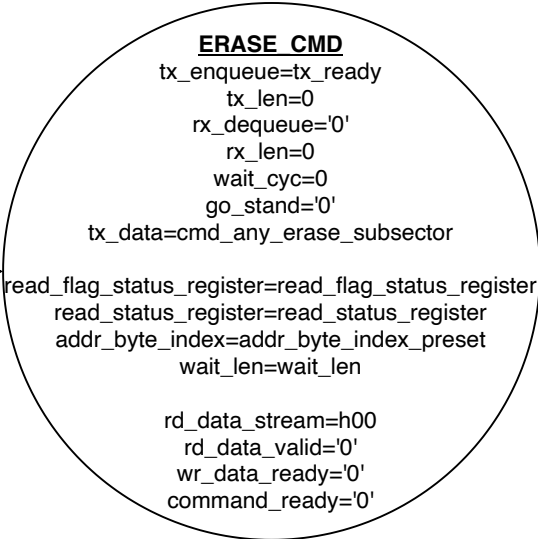 ERASE_CMD
tx_enqueue=tx_ready
tx_len=0
rx_dequeue='0'
rx_len=0
wait_cyc=0
go_stand='0'
tx_data=cmd_any_erase_subsector
read_flag_status_register=read_flag_status_register
read_status_register=read_status_register
addr_byte_index=addr_byte_index_preset
wait_len=wait_len
rd_data_stream=h00
rd_data_valid='0'
wr_data_ready='0'
command_ready='0'